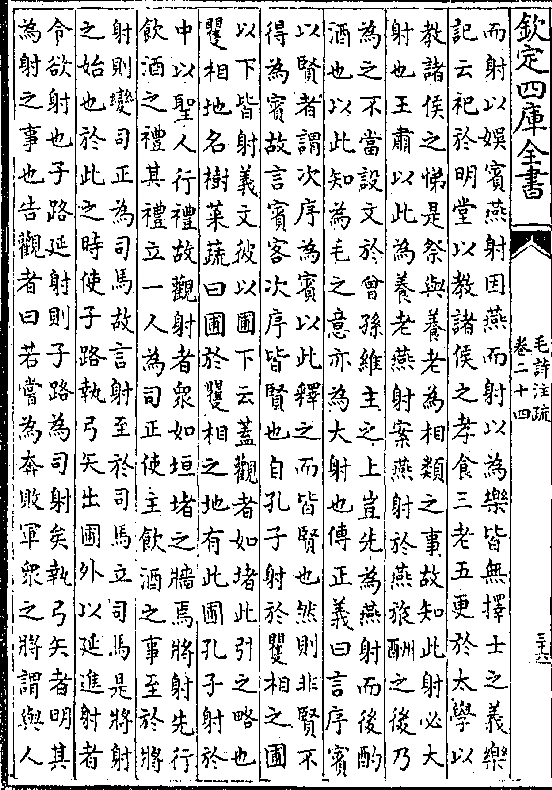 欽定四庫全書
毛詩注疏
卷二十四
三十六
而射以娛賓燕射因燕而射以為樂皆無擇士之義樂
記云祀於明堂以教諸侯之孝食三老五更於太學以
教諸侯之悌是祭與養老為相類之事故知此射必大
射也王肅以此為養老燕射案燕射於燕旅酬之後乃
為之不當設文於曾孫維主之上豈先為燕射而後酌
酒也以此知為毛之意亦為大射也傳正義曰言序賓
以賢者謂次序為賓以此擇之而皆賢也然則非賢不
得為賓故言賓客次序皆賢也自孔子射於矍相之圃
以下皆射義文彼以圃下云蓋觀者如堵此引之略也
矍相地名樹菜蔬曰圃於矍相之地有此圃孔子射於
中以聖人行禮故觀射者衆如垣堵之牆焉將射先行
飲酒之禮其禮立一人為司正使主飲酒之事至於將
射則變司正為司馬故言射至於司馬立司馬是將射
之始也於此之時使子路執弓矢出圃外以延進射者
令欲射也子路延射則子路為司射矣執弓矢者明其
為射之事也告觀者曰若嘗為奔敗軍衆之將謂與人